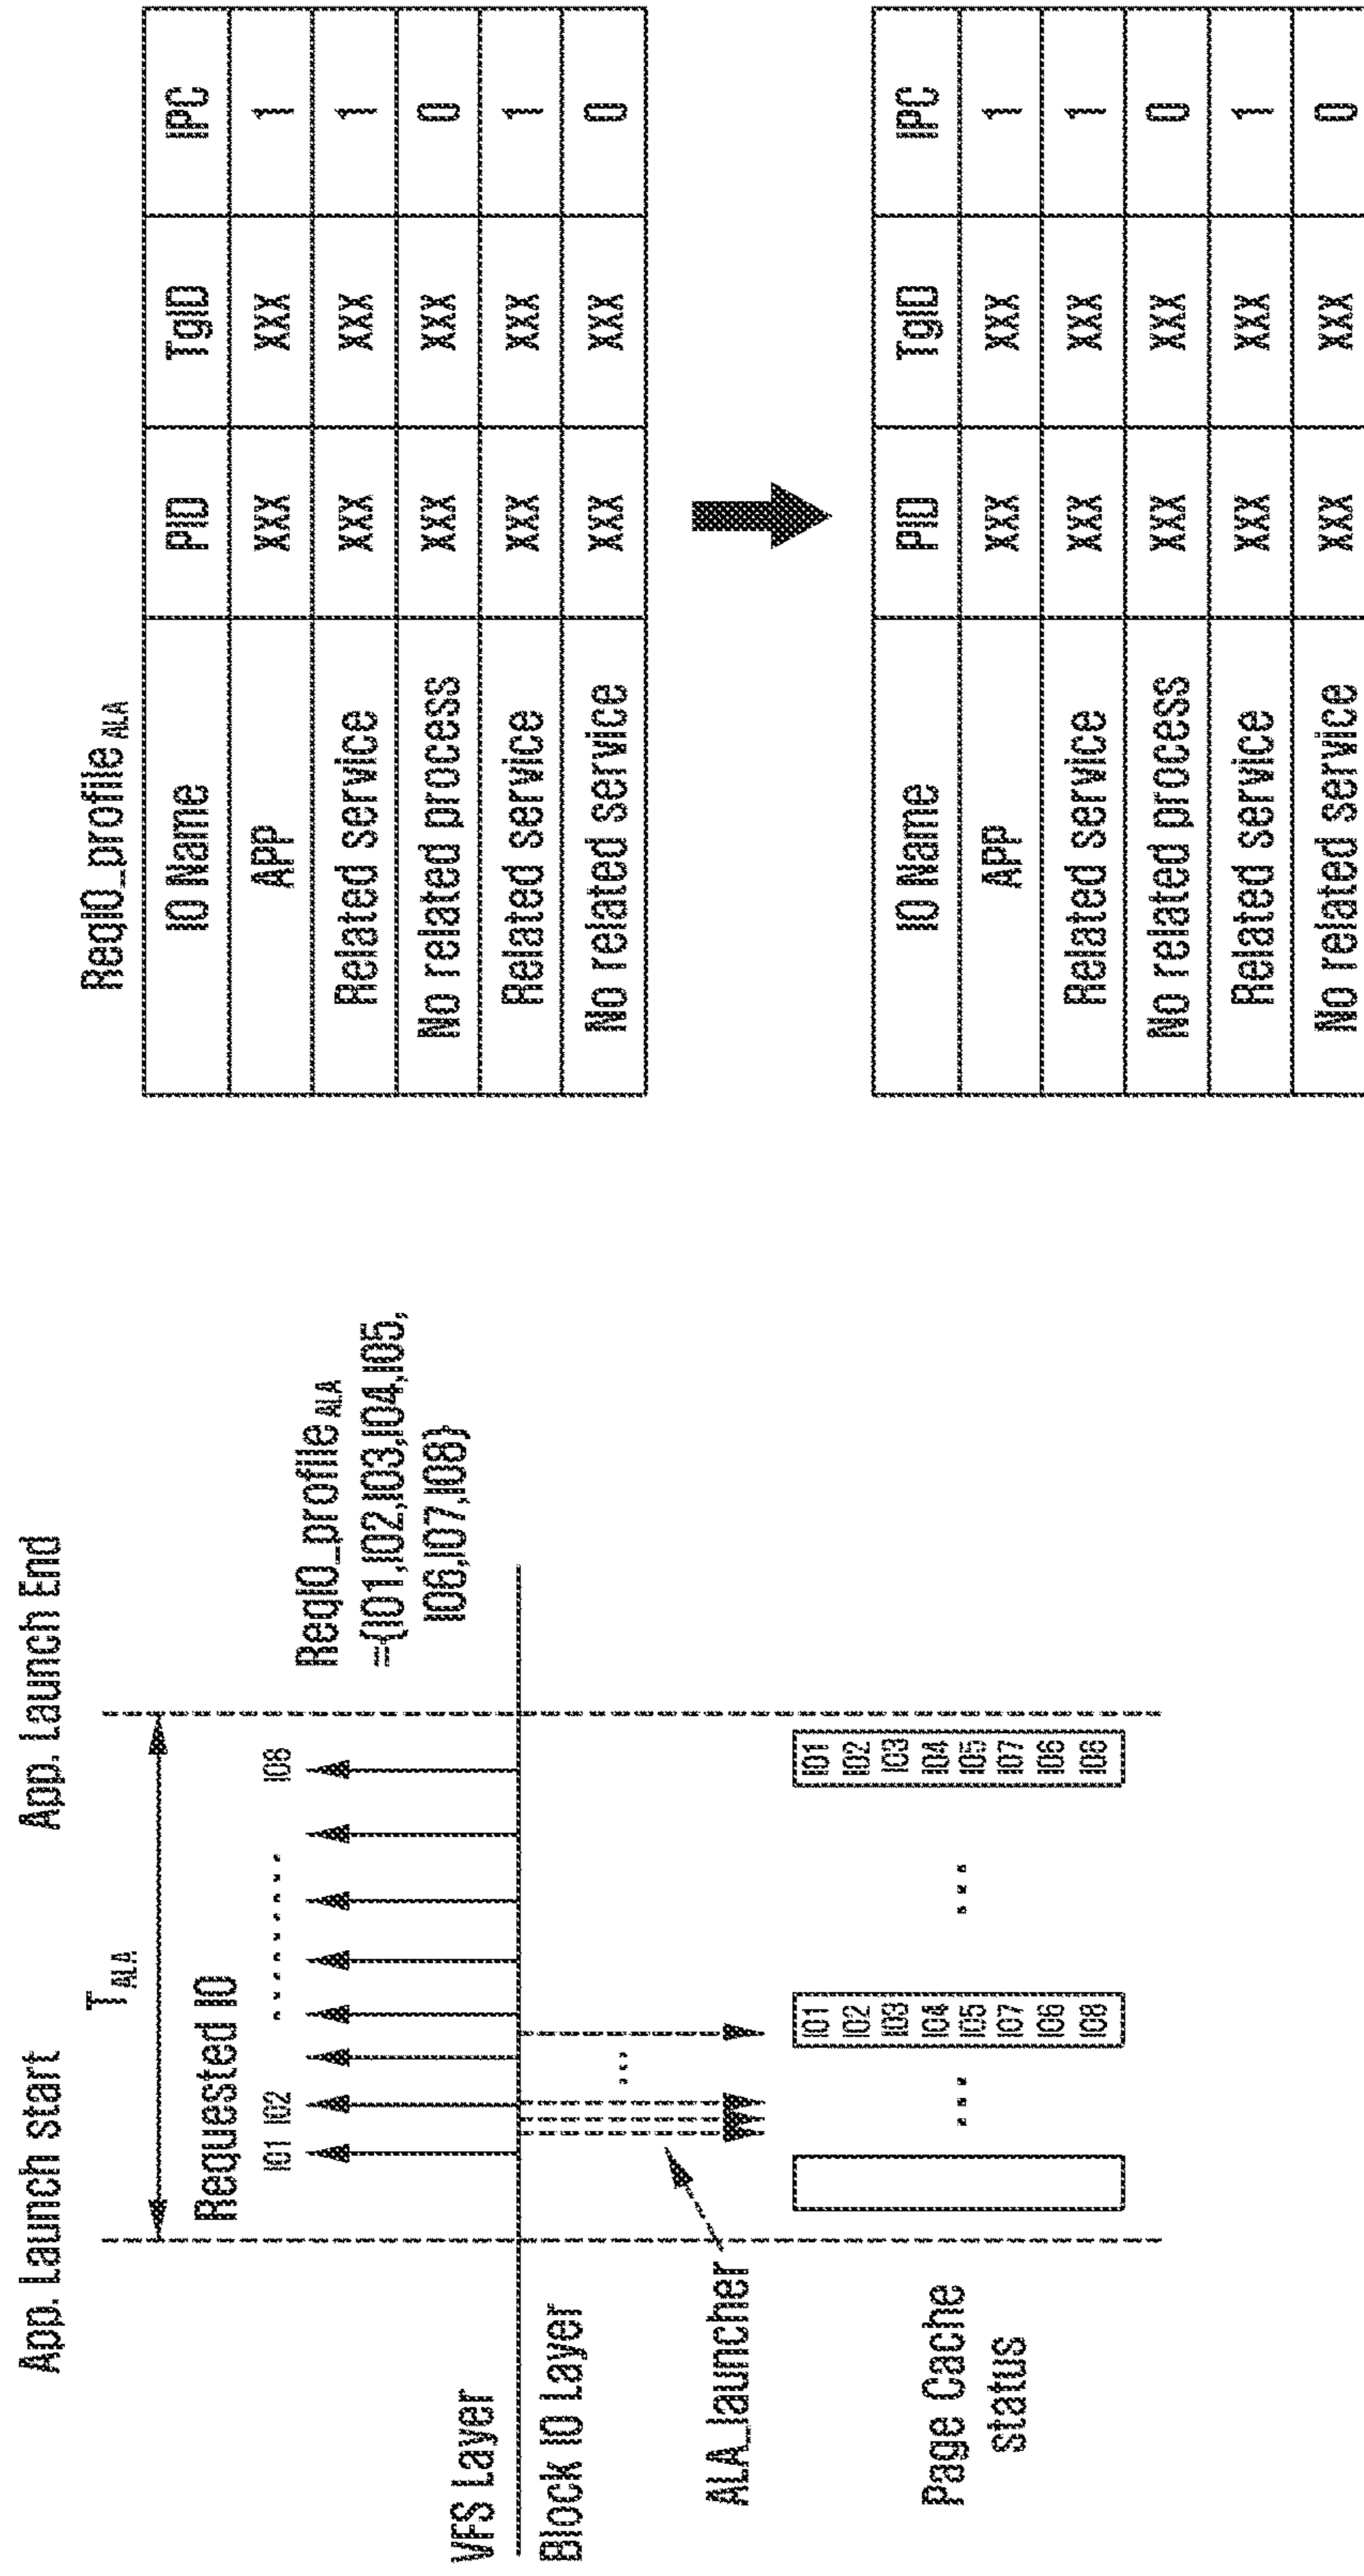 App. Launch start
App. Launch End
T ALA
Requested IO
IO1 IO2 ······· IO8
ReqIO_profile ALA
={IO1,IO2,IO3,IO4,IO5,
IO6,IO7,IO8}
VFS Layer
Block IO Layer
ALA_launcher
Page Cache
status
IO1
IO2
IO3
IO4
IO5
IO7
IO6
IO8
IO1
IO2
IO3
IO4
IO5
IO7
IO6
IO8
ReqIO_profile ALA
IO Name PID TgID IPC
APP XXX XXX 1
Related service XXX XXX 1
No related process XXX XXX 0
Related service XXX XXX 1
No related service XXX XXX 0
IO Name PID TgID IPC
APP XXX XXX 1
Related service XXX XXX 1
No related process XXX XXX 0
Related service XXX XXX 1
No related service XXX XXX 0